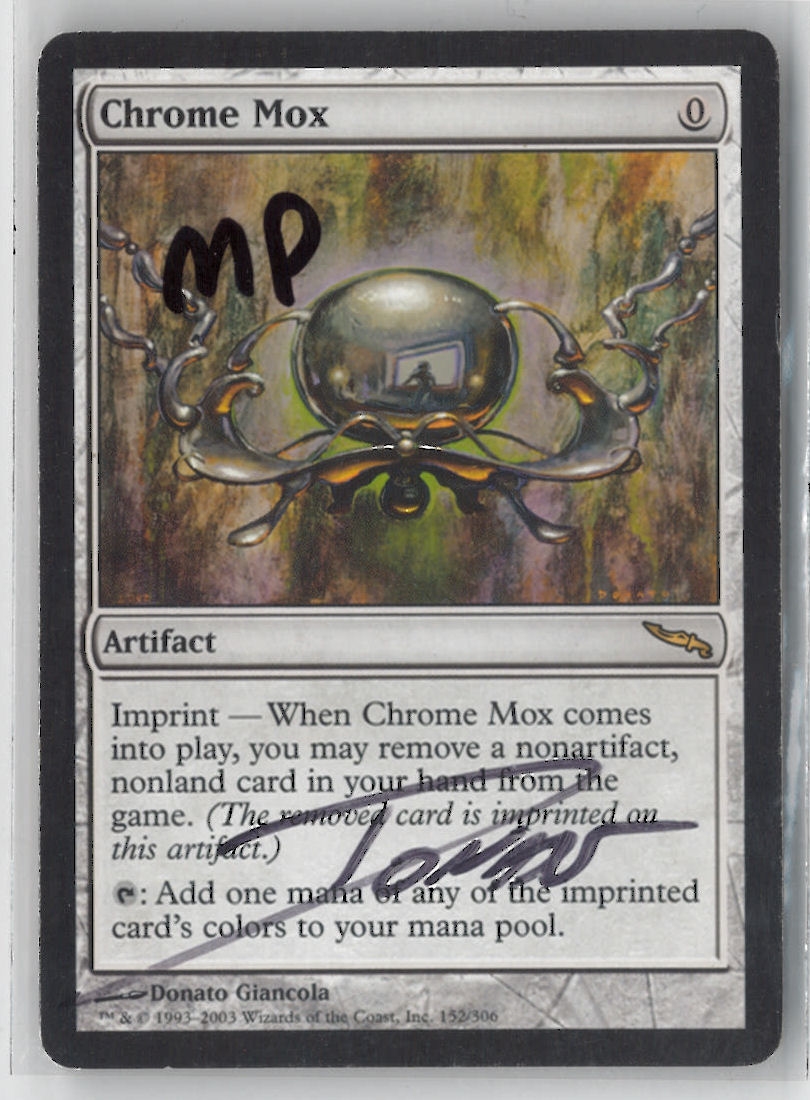 Chrome Mox 0
MP
DONATO
Artifact
Imprint — When Chrome Mox comes
into play, you may remove a nonartifact,
nonland card in your hand from the
game. (The removed card is imprinted on
this artifact.)
: Add one mana of any of the imprinted
card's colors to your mana pool.
Donato
Donato Giancola
™ & © 1993–2003 Wizards of the Coast, Inc. 152/306